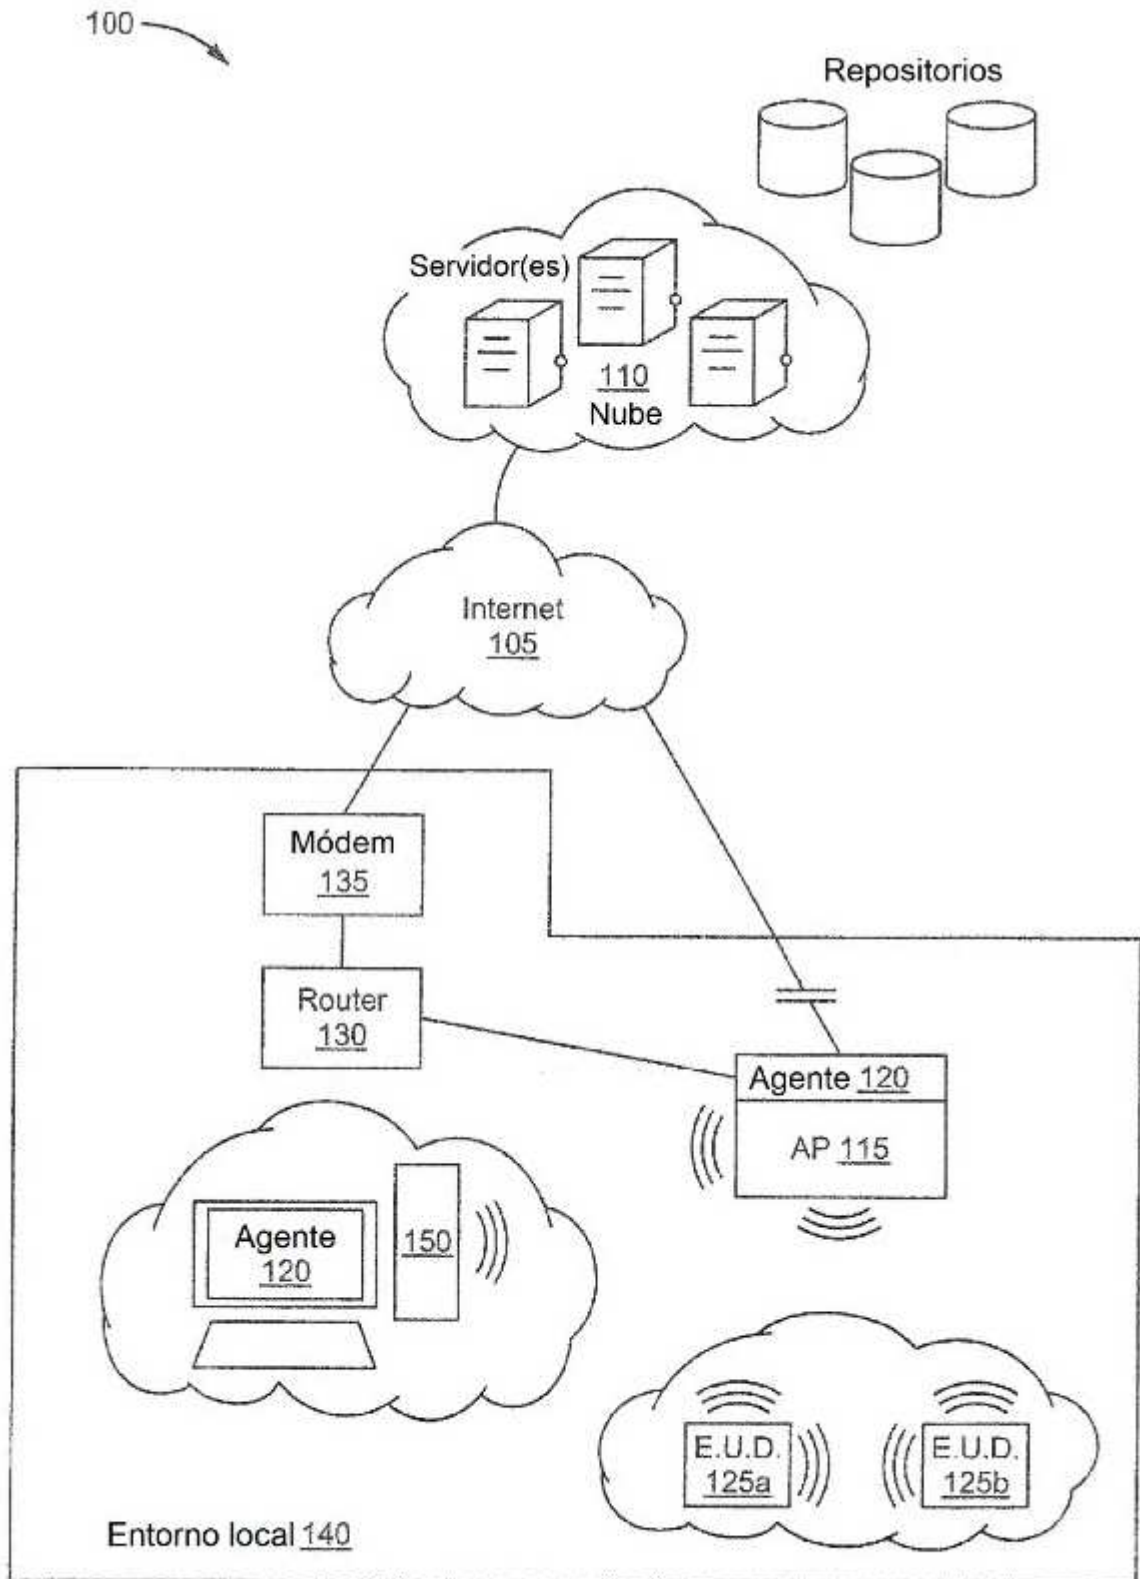 100
Repositorios
Servidor(es)
110
Nube
Internet
105
Módem
135
Router
130
Agente 120
AP 115
Agente
120
150
E.U.D.
125a
E.U.D.
125b
Entorno local 140